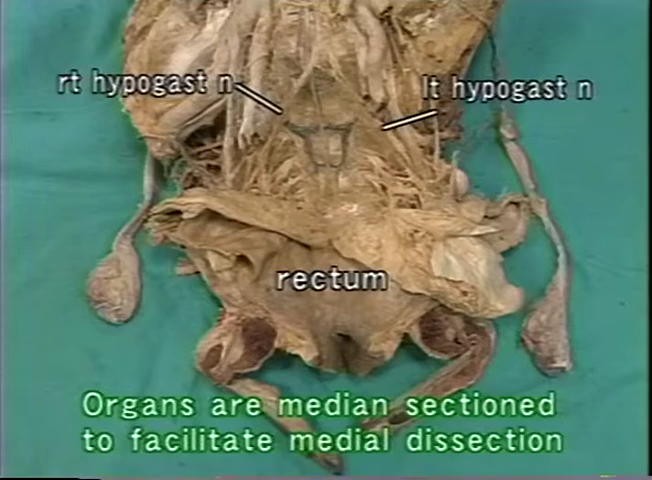 rt hypogast n
lt hypogast n
rectum
Organs are median sectioned
to facilitate medial dissection